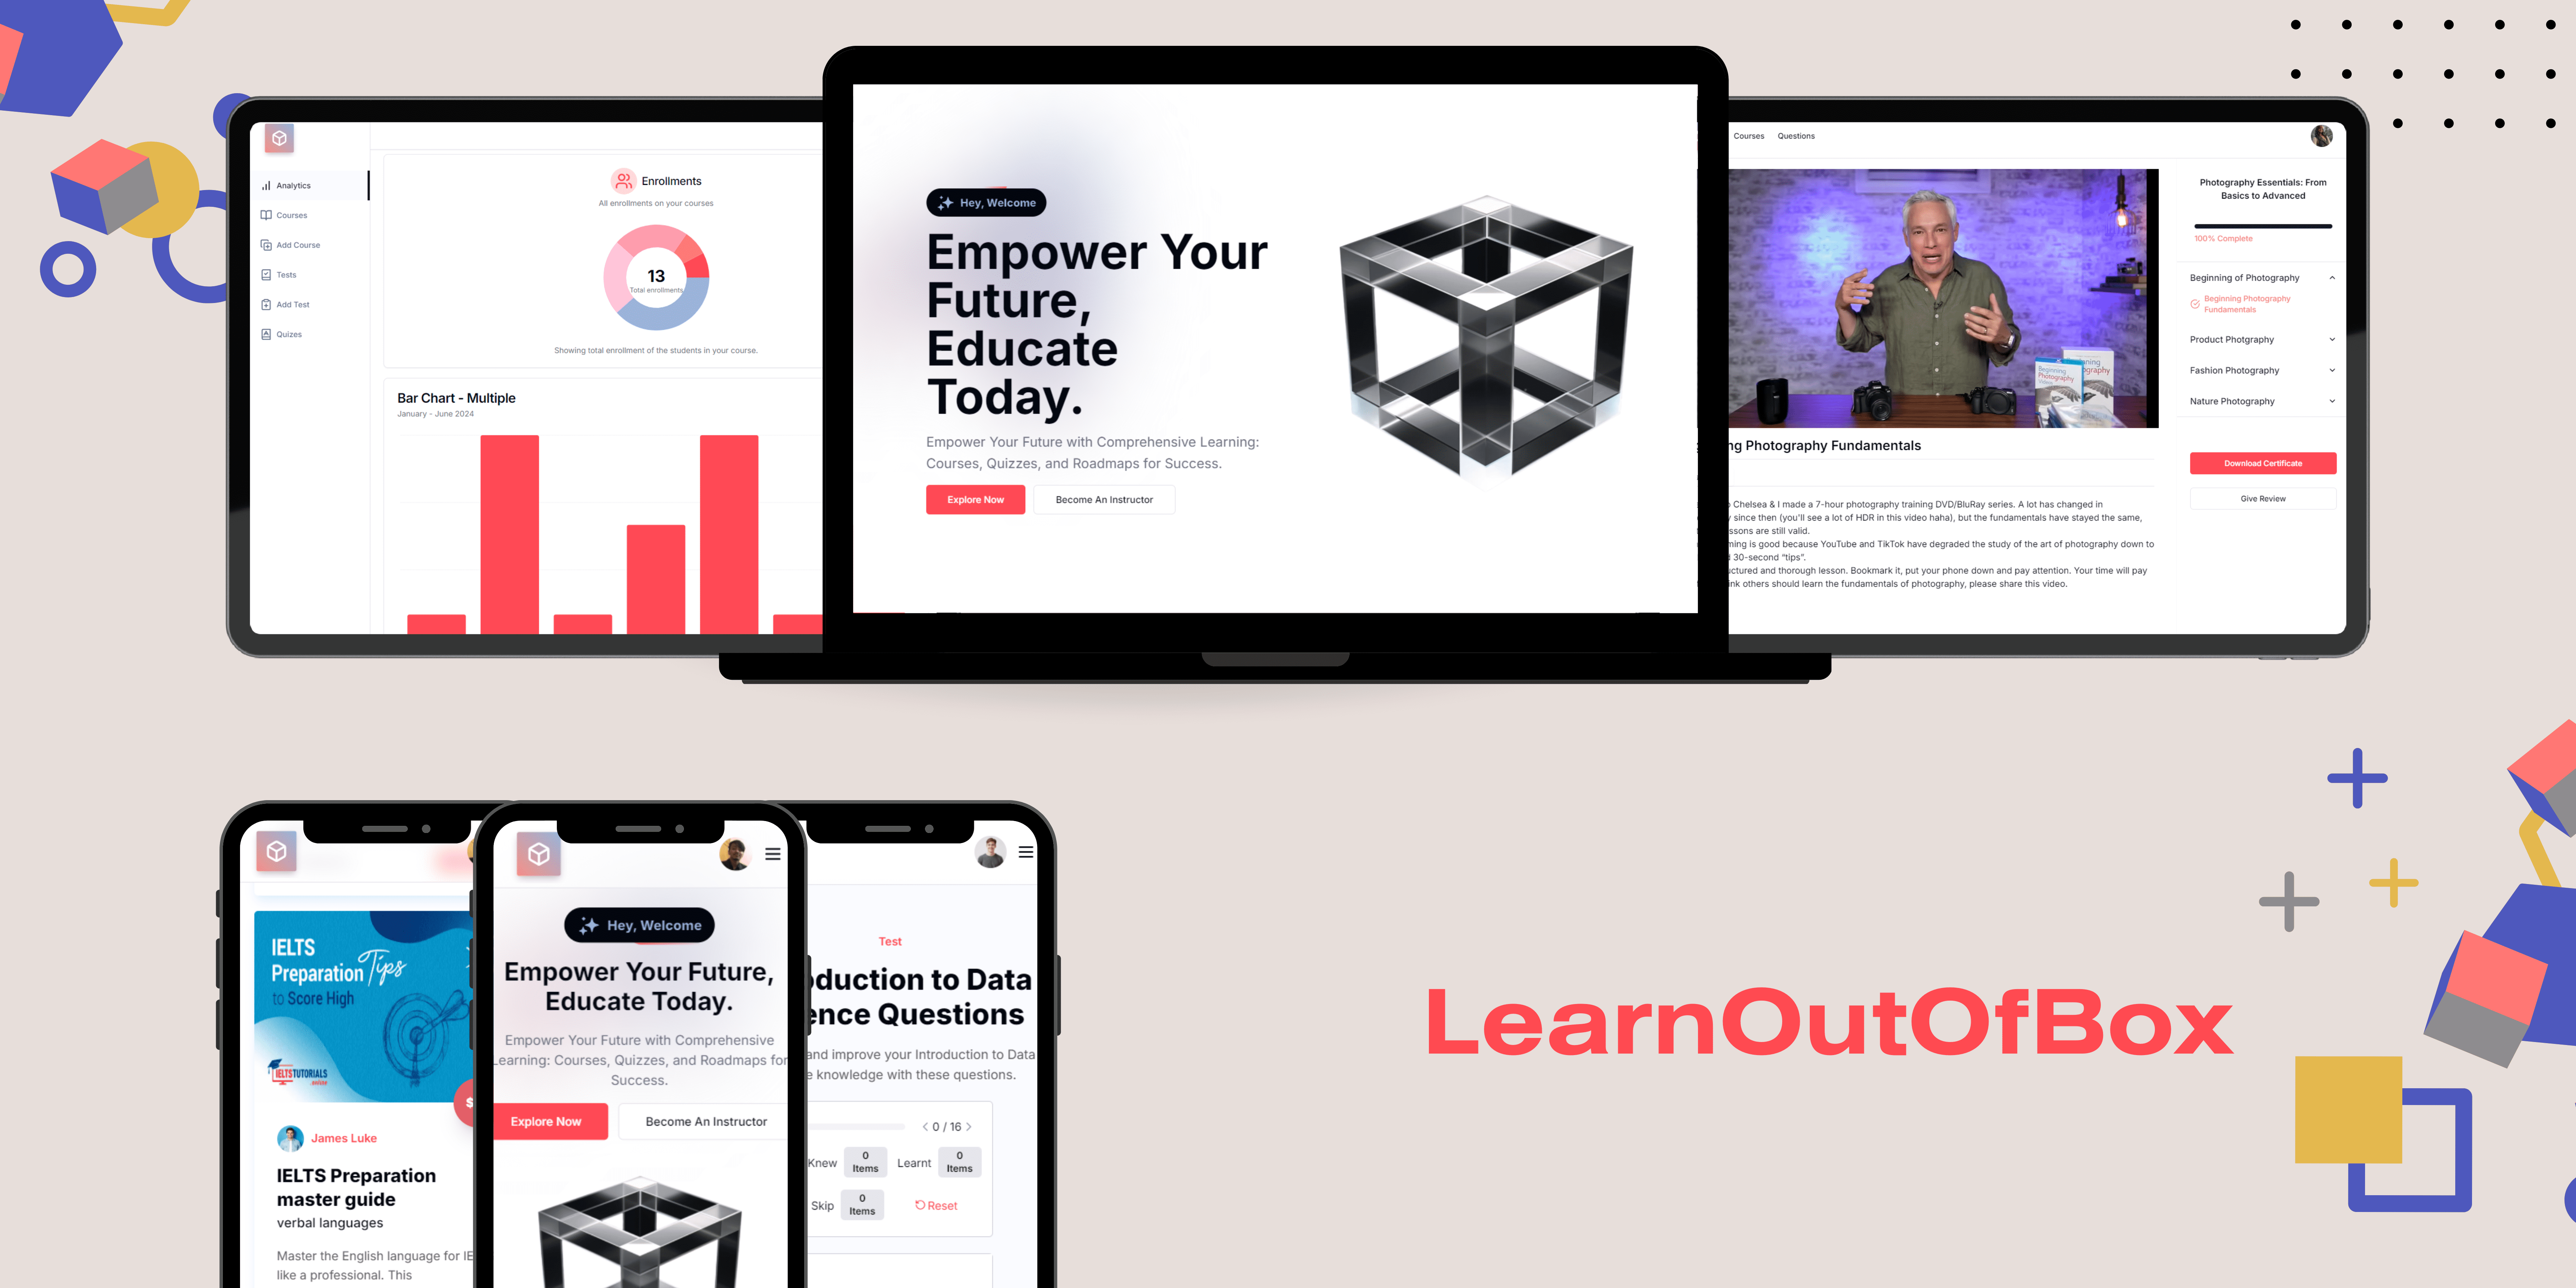 Analytics
Courses
Add Course
Tests
Add Test
Quizes
Enrollments
All enrollments on your courses
13
Total enrollments
Showing total enrollment of the students in your course.
Bar Chart - Multiple
January - June 2024
Hey, Welcome
Empower Your
Future,
Educate
Today.
Empower Your Future with Comprehensive Learning:
Courses, Quizzes, and Roadmaps for Success.
Explore Now
Become An Instructor
Courses Questions
Beginning
Photography
Photography Essentials: From
Basics to Advanced
100% Complete
Beginning of Photography
Beginning Photography
Fundamentals
Product Photgraphy
Fashion Photography
Nature Photography
Download Certificate
Give Review
ng Photography Fundamentals
Chelsea & I made a 7-hour photography training DVD/BluRay series. A lot has changed in
since then (you'll see a lot of HDR in this video haha), but the fundamentals have stayed the same,
ssons are still valid.
ming is good because YouTube and TikTok have degraded the study of the art of photography down to
30-second “tips”.
uctured and thorough lesson. Bookmark it, put your phone down and pay attention. Your time will pay
ink others should learn the fundamentals of photography, please share this video.
IELTS
Preparation Tips
to Score High
IELTSTUTORIALS
$
James Luke
IELTS Preparation
master guide
verbal languages
Master the English language for IE
like a professional. This
Hey, Welcome
Empower Your Future,
Educate Today.
Empower Your Future with Comprehensive
Learning: Courses, Quizzes, and Roadmaps for
Success.
Explore Now
Become An Instructor
Test
duction to Data
ence Questions
and improve your Introduction to Data
e knowledge with these questions.
0 / 16
Knew 0 Items
Learnt 0 Items
Skip 0 Items
Reset
LearnOutOfBox